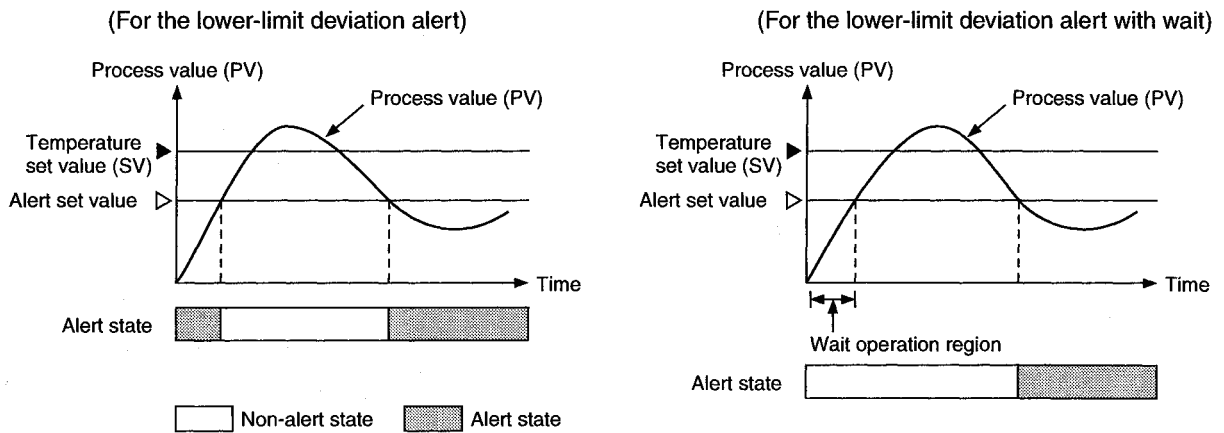 (For the lower-limit deviation alert)
Process value (PV)
Process value (PV)
Temperature
set value (SV)
Alert set value
Time
Alert state
Non-alert state
Alert state
(For the lower-limit deviation alert with wait)
Process value (PV)
Process value (PV)
Temperature
set value (SV)
Alert set value
Time
Wait operation region
Alert state